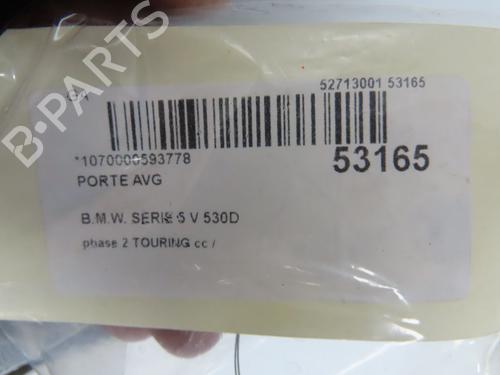 B-PARTS
52713001 53165
*1070000593778
53165
PORTE AVG
B.M.W. SERIE 5 V 530D
phase 2 TOURING cc /